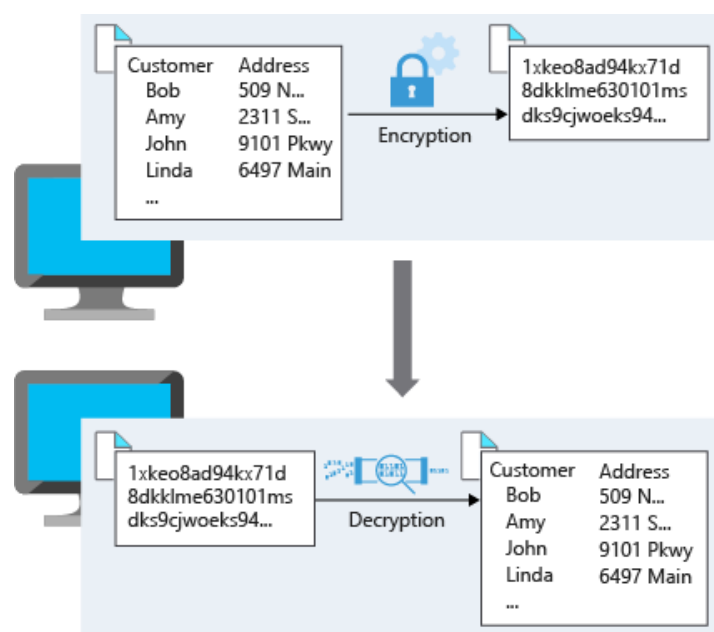 Customer Address
Bob 509 N...
Amy 2311 S...
John 9101 Pkwy
Linda 6497 Main
...
Encryption
1xkeo8ad94kx71d
8dkklme630101ms
dks9cjwoeks94...
1xkeo8ad94kx71d
8dkklme630101ms
dks9cjwoeks94...
Decryption
Customer Address
Bob 509 N...
Amy 2311 S...
John 9101 Pkwy
Linda 6497 Main
...